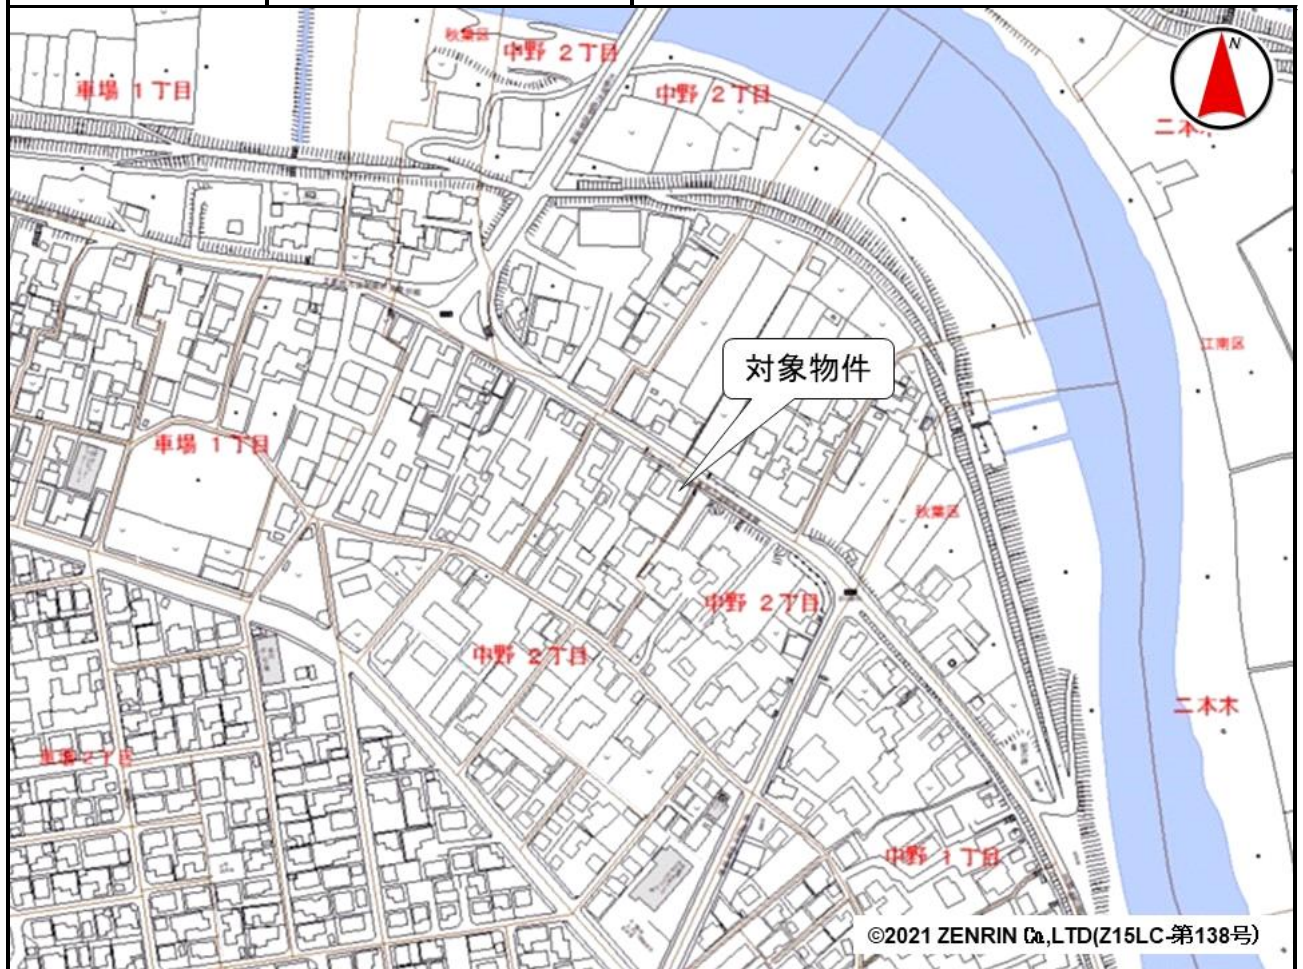 秋葉区
中野 2丁目
車場 1丁目
中野 2丁目
N
二本木
江南区
対象物件
車場 1丁目
秋葉区
中野 2丁目
中野 2丁目
二本木
車場2丁目
中野 1丁目
©2021 ZENRIN Co.,LTD(Z15LC-第138号)